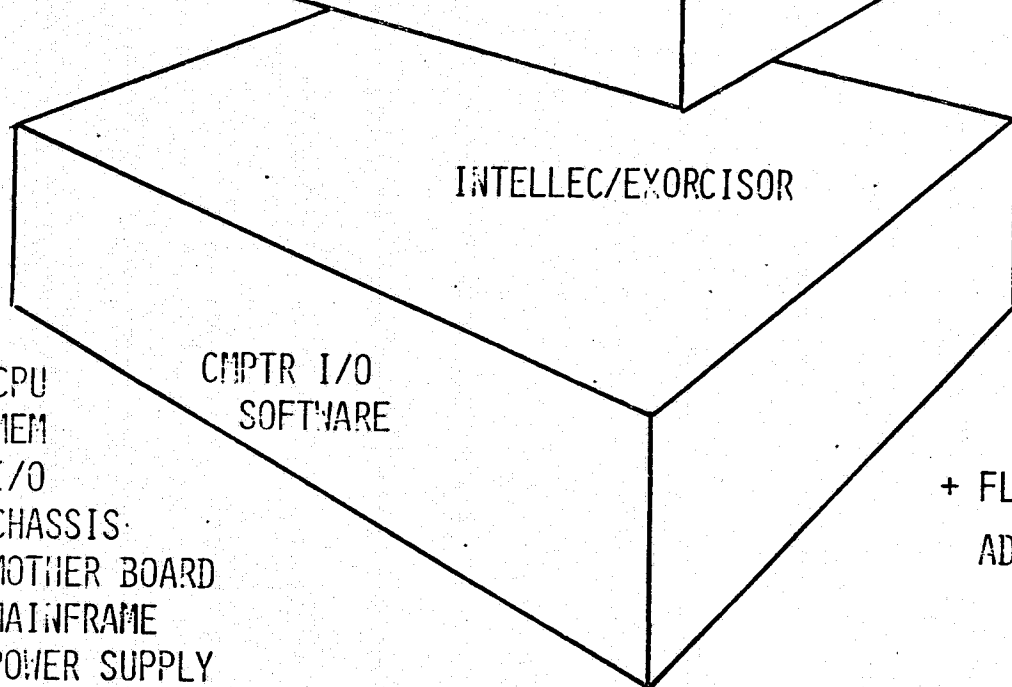 INTELLEC/EXORCISOR
CMPTR I/O
SOFTWARE
CPU
MEM
I/O
CHASSIS
MOTHER BOARD
MAINFRAME
POWER SUPPLY
+ FL
AD